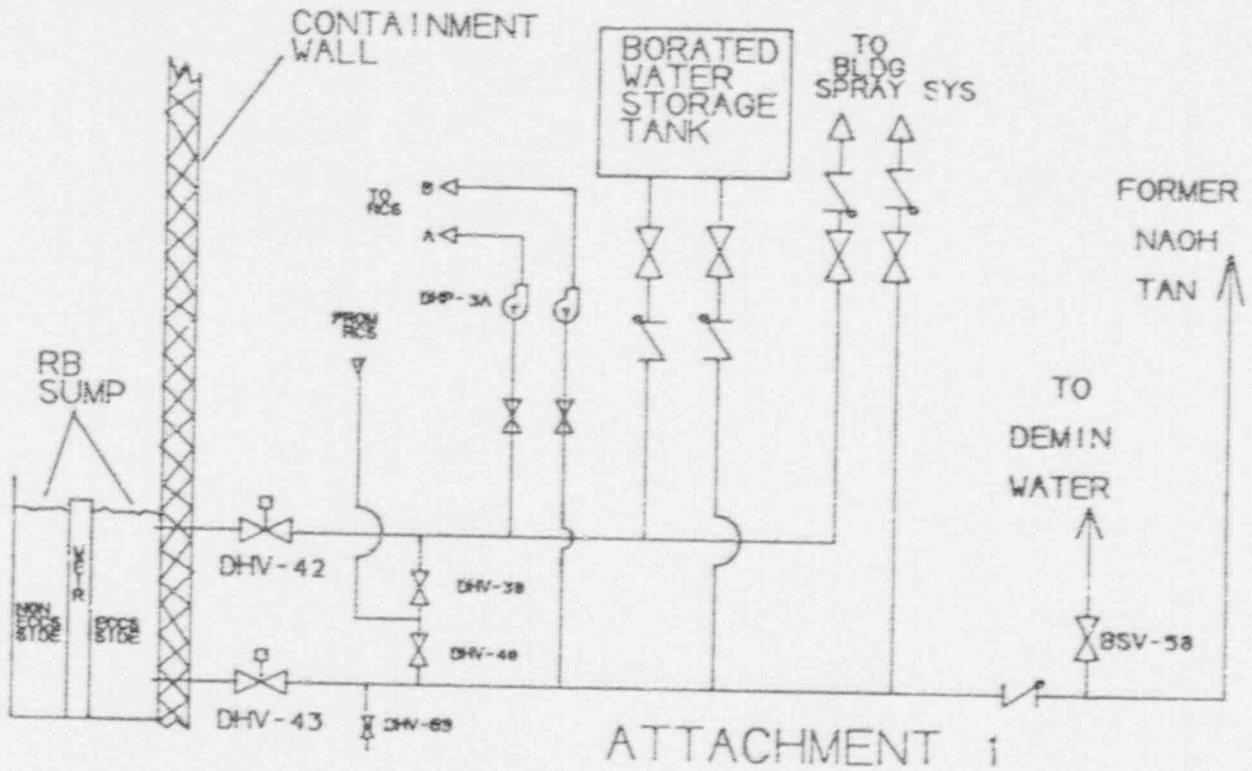 CONTAINMENT
WALL
BORATED
WATER
STORAGE
TANK
TO
BLDG
SPRAY SYS
FORMER
NAOH
TAN
TO
RCS
B
A
DHP-3A
FROM
RCS
RB
SUMP
TO
DEMIN
WATER
WEIR
NON
ECCS
SIDE
ECCS
SIDE
DHV-42
DHV-39
DHV-40
BSV-58
DHV-43
DHV-69
ATTACHMENT 1